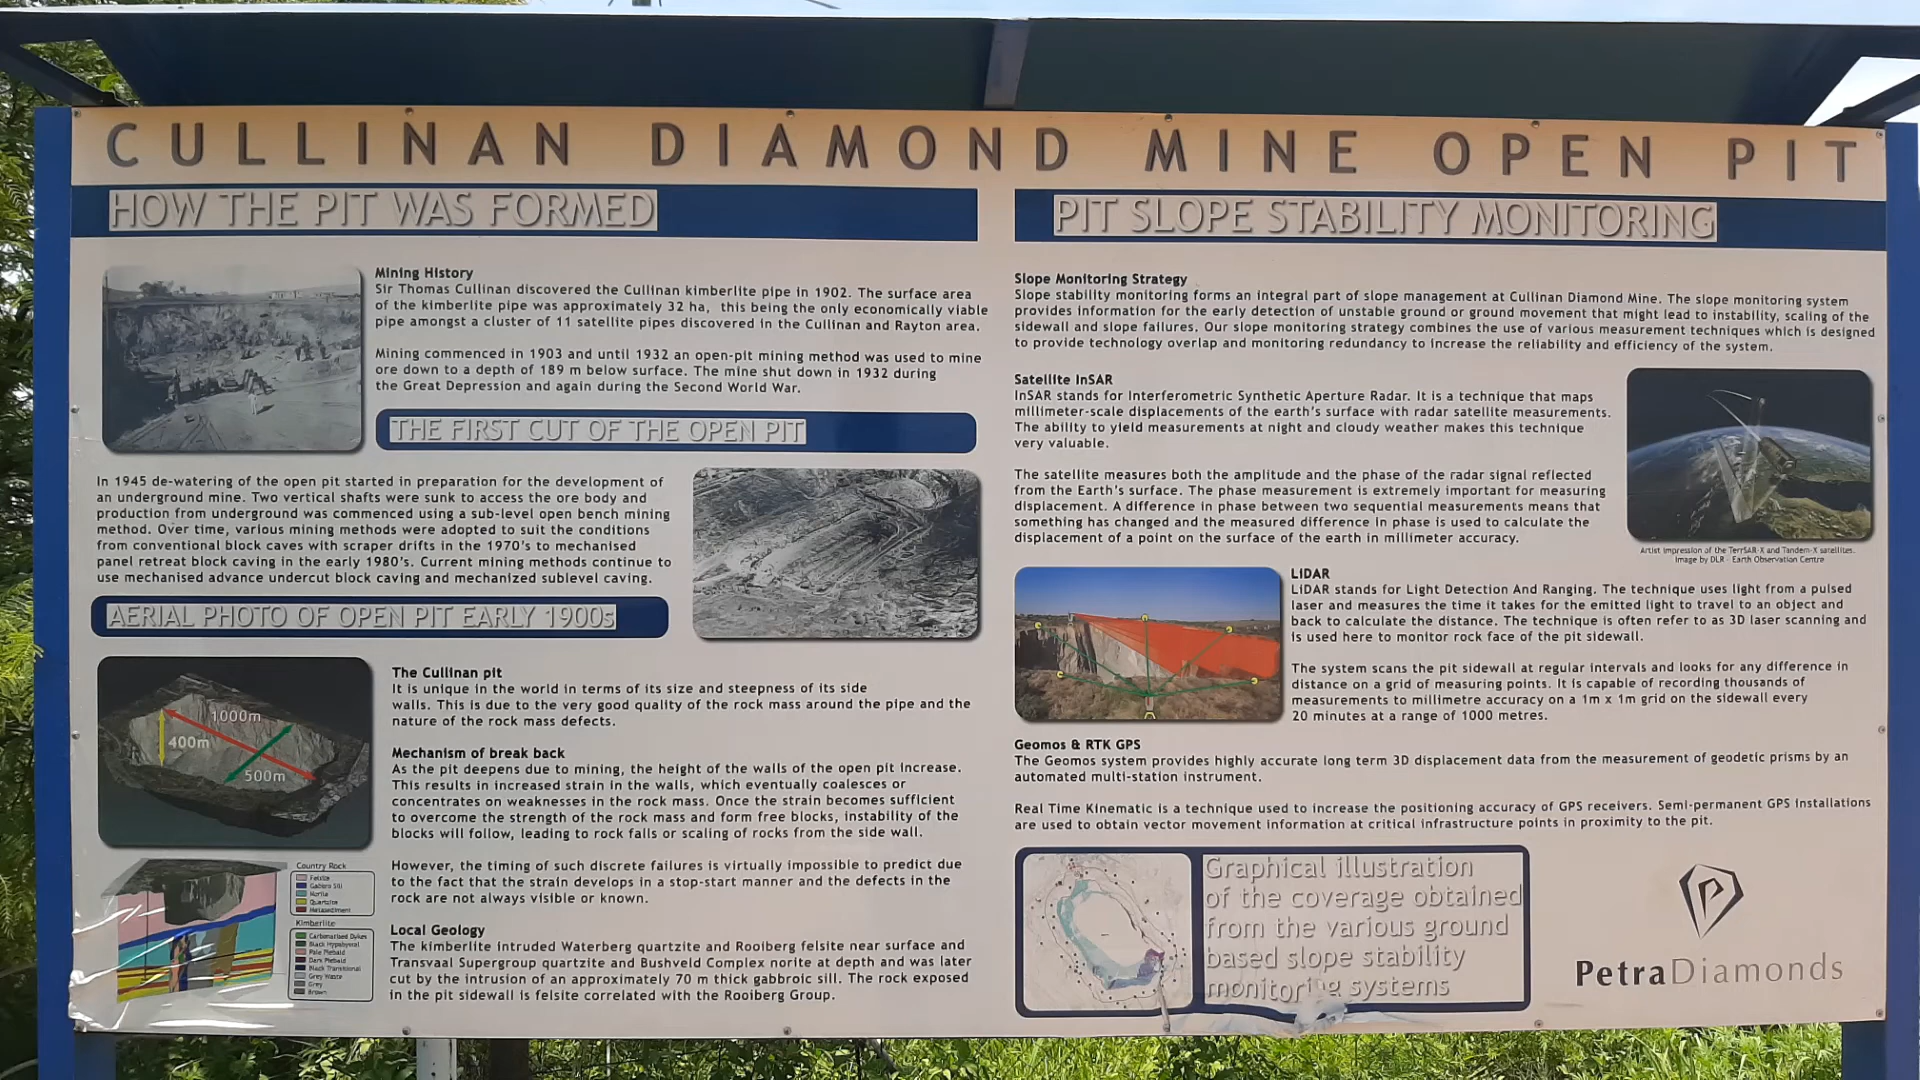 CULLINAN DIAMOND MINE OPEN PIT
HOW THE PIT WAS FORMED
Mining History
Sir Thomas Cullinan discovered the Cullinan kimberlite pipe in 1902. The surface area
of the kimberlite pipe was approximately 32 ha, this being the only economically viable
pipe amongst a cluster of 11 satellite pipes discovered in the Cullinan and Rayton area.
Mining commenced in 1903 and until 1932 an open-pit mining method was used to mine
ore down to a depth of 189 m below surface. The mine shut down in 1932 during
the Great Depression and again during the Second World War.
THE FIRST CUT OF THE OPEN PIT
In 1945 de-watering of the open pit started in preparation for the development of
an underground mine. Two vertical shafts were sunk to access the ore body and
production from underground was commenced using a sub-level open bench mining
method. Over time, various mining methods were adopted to suit the conditions
from conventional block caves with scraper drifts in the 1970's to mechanised
panel retreat block caving in the early 1980's. Current mining methods continue to
use mechanised advance undercut block caving and mechanized sublevel caving.
AERIAL PHOTO OF OPEN PIT EARLY 1900s
1000m
400m
500m
The Cullinan pit
It is unique in the world in terms of its size and steepness of its side
walls. This is due to the very good quality of the rock mass around the pipe and the
nature of the rock mass defects.
Mechanism of break back
As the pit deepens due to mining, the height of the walls of the open pit increase.
This results in increased strain in the walls, which eventually coalesces or
concentrates on weaknesses in the rock mass. Once the strain becomes sufficient
to overcome the strength of the rock mass and form free blocks, instability of the
blocks will follow, leading to rock falls or scaling of rocks from the side wall.
However, the timing of such discrete failures is virtually impossible to predict due
to the fact that the strain develops in a stop-start manner and the defects in the
rock are not always visible or known.
Country Rock
Felsite
Gabbro Sill
Norite
Quartzite
Metasediment
Kimberlite
Carbonatised Dykes
Black Hypabyssal
Pale Piebald
Dark Piebald
Black Transitional
Grey Waste
Grey
Brown
Local Geology
The kimberlite intruded Waterberg quartzite and Rooiberg felsite near surface and
Transvaal Supergroup quartzite and Bushveld Complex norite at depth and was later
cut by the intrusion of an approximately 70 m thick gabbroic sill. The rock exposed
in the pit sidewall is felsite correlated with the Rooiberg Group.
PIT SLOPE STABILITY MONITORING
Slope Monitoring Strategy
Slope stability monitoring forms an integral part of slope management at Cullinan Diamond Mine. The slope monitoring system
provides information for the early detection of unstable ground or ground movement that might lead to instability, scaling of the
sidewall and slope failures. Our slope monitoring strategy combines the use of various measurement techniques which is designed
to provide technology overlap and monitoring redundancy to increase the reliability and efficiency of the system.
Satellite InSAR
InSAR stands for Interferometric Synthetic Aperture Radar. It is a technique that maps
millimeter-scale displacements of the earth's surface with radar satellite measurements.
The ability to yield measurements at night and cloudy weather makes this technique
very valuable.
The satellite measures both the amplitude and the phase of the radar signal reflected
from the Earth's surface. The phase measurement is extremely important for measuring
displacement. A difference in phase between two sequential measurements means that
something has changed and the measured difference in phase is used to calculate the
displacement of a point on the surface of the earth in millimeter accuracy.
Artist impression of the TerrSAR-X and Tandem-X satellites.
Image by DLR - Earth Observation Centre
LiDAR
LiDAR stands for Light Detection And Ranging. The technique uses light from a pulsed
laser and measures the time it takes for the emitted light to travel to an object and
back to calculate the distance. The technique is often refer to as 3D laser scanning and
is used here to monitor rock face of the pit sidewall.
The system scans the pit sidewall at regular intervals and looks for any difference in
distance on a grid of measuring points. It is capable of recording thousands of
measurements to millimetre accuracy on a 1m x 1m grid on the sidewall every
20 minutes at a range of 1000 metres.
Geomos & RTK GPS
The Geomos system provides highly accurate long term 3D displacement data from the measurement of geodetic prisms by an
automated multi-station instrument.
Real Time Kinematic is a technique used to increase the positioning accuracy of GPS receivers. Semi-permanent GPS installations
are used to obtain vector movement information at critical infrastructure points in proximity to the pit.
Graphical illustration
of the coverage obtained
from the various ground
based slope stability
monitoring systems
PetraDiamonds